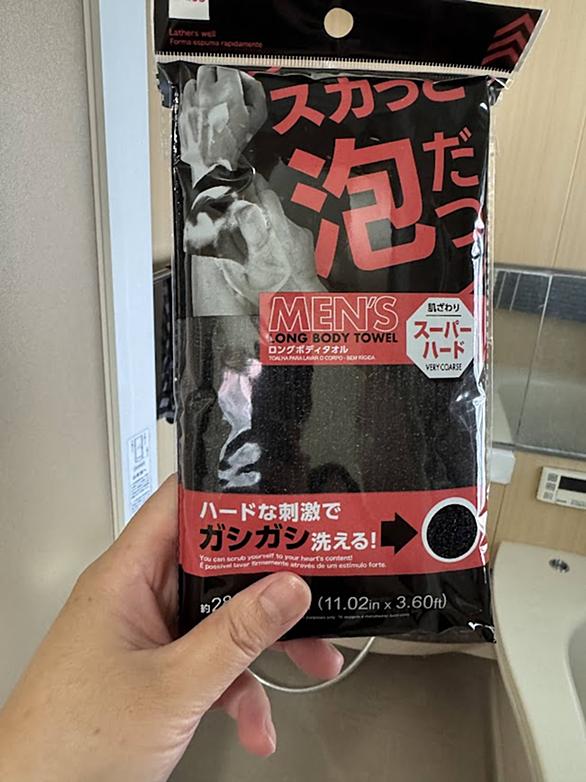 Lathers well
Forma espuma rapidamente
スカっと
泡だっ
MEN'S
LONG BODY TOWEL
ロングボディタオル
TOALHA PARA LAVAR O CORPO - BEM RÍGIDA
肌ざわり
スーパー
ハード
VERY COARSE
ハードな刺激で
ガシガシ洗える!
You can scrub yourself to your heart's content!
É possível lavar firmemente através de um estímulo forte.
約28 (11.02in x 3.60ft)